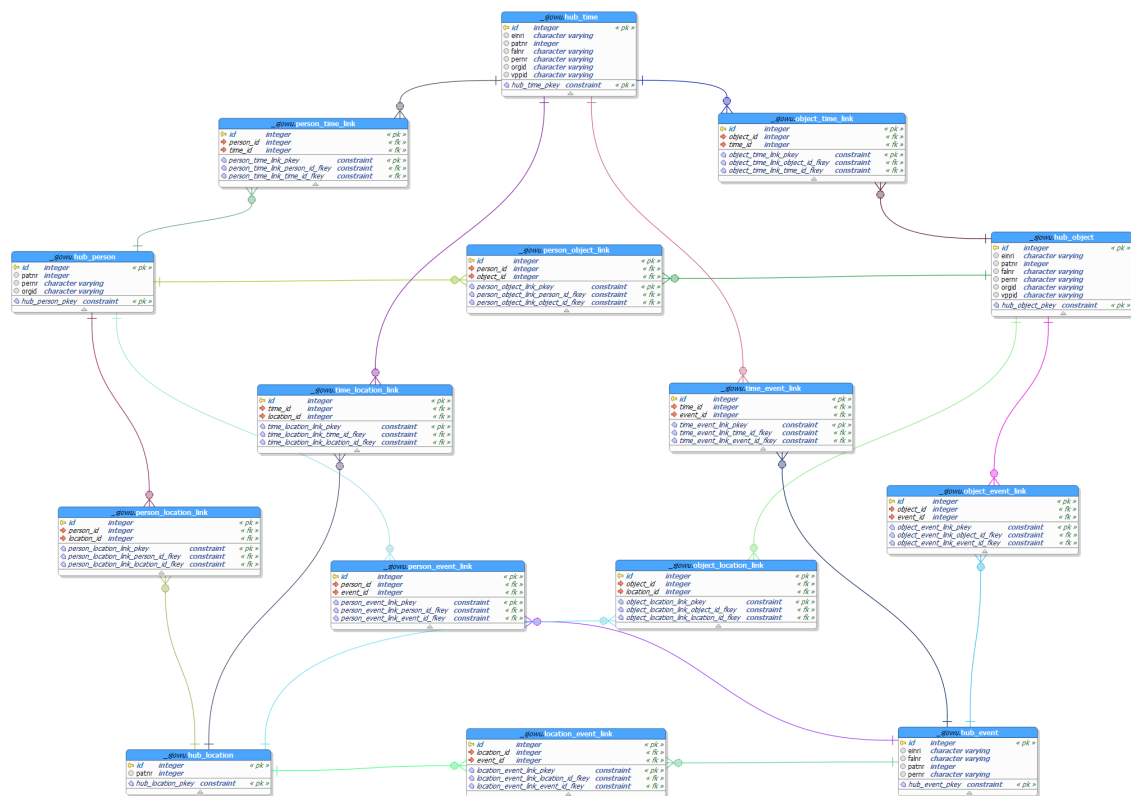 _gowu.hub_time
id integer « pk »
einri character varying
patnr integer
falnr character varying
pernr character varying
orgid character varying
vppid character varying
hub_time_pkey constraint « pk »
_gowu.person_time_link
id integer « pk »
person_id integer « fk »
time_id integer « fk »
person_time_link_pkey constraint « pk »
person_time_link_person_id_fkey constraint « fk »
person_time_link_time_id_fkey constraint « fk »
_gowu.object_time_link
id integer « pk »
object_id integer « fk »
time_id integer « fk »
object_time_link_pkey constraint « pk »
object_time_link_object_id_fkey constraint « fk »
object_time_link_time_id_fkey constraint « fk »
_gowu.hub_person
id integer « pk »
patnr integer
pernr character varying
orgid character varying
hub_person_pkey constraint « pk »
_gowu.person_object_link
id integer « pk »
person_id integer « fk »
object_id integer « fk »
person_object_link_pkey constraint « pk »
person_object_link_person_id_fkey constraint « fk »
person_object_link_object_id_fkey constraint « fk »
_gowu.hub_object
id integer « pk »
einri character varying
patnr integer
falnr character varying
pernr character varying
orgid character varying
vppid character varying
hub_object_pkey constraint « pk »
_gowu.time_location_link
id integer « pk »
time_id integer « fk »
location_id integer « fk »
time_location_link_pkey constraint « pk »
time_location_link_time_id_fkey constraint « fk »
time_location_link_location_id_fkey constraint « fk »
_gowu.time_event_link
id integer « pk »
time_id integer « fk »
event_id integer « fk »
time_event_link_pkey constraint « pk »
time_event_link_time_id_fkey constraint « fk »
time_event_link_event_id_fkey constraint « fk »
_gowu.person_location_link
id integer « pk »
person_id integer « fk »
location_id integer « fk »
person_location_link_pkey constraint « pk »
person_location_link_person_id_fkey constraint « fk »
person_location_link_location_id_fkey constraint « fk »
_gowu.object_event_link
id integer « pk »
object_id integer « fk »
event_id integer « fk »
object_event_link_pkey constraint « pk »
object_event_link_object_id_fkey constraint « fk »
object_event_link_event_id_fkey constraint « fk »
_gowu.person_event_link
id integer « pk »
person_id integer « fk »
event_id integer « fk »
person_event_link_pkey constraint « pk »
person_event_link_person_id_fkey constraint « fk »
person_event_link_event_id_fkey constraint « fk »
_gowu.object_location_link
id integer « pk »
object_id integer « fk »
location_id integer « fk »
object_location_link_pkey constraint « pk »
object_location_link_object_id_fkey constraint « fk »
object_location_link_location_id_fkey constraint « fk »
_gowu.hub_location
id integer « pk »
patnr integer
hub_location_pkey constraint « pk »
_gowu.location_event_link
id integer « pk »
location_id integer « fk »
event_id integer « fk »
location_event_link_pkey constraint « pk »
location_event_link_location_id_fkey constraint « fk »
location_event_link_event_id_fkey constraint « fk »
_gowu.hub_event
id integer « pk »
einri character varying
falnr character varying
patnr integer
pernr character varying
hub_event_pkey constraint « pk »